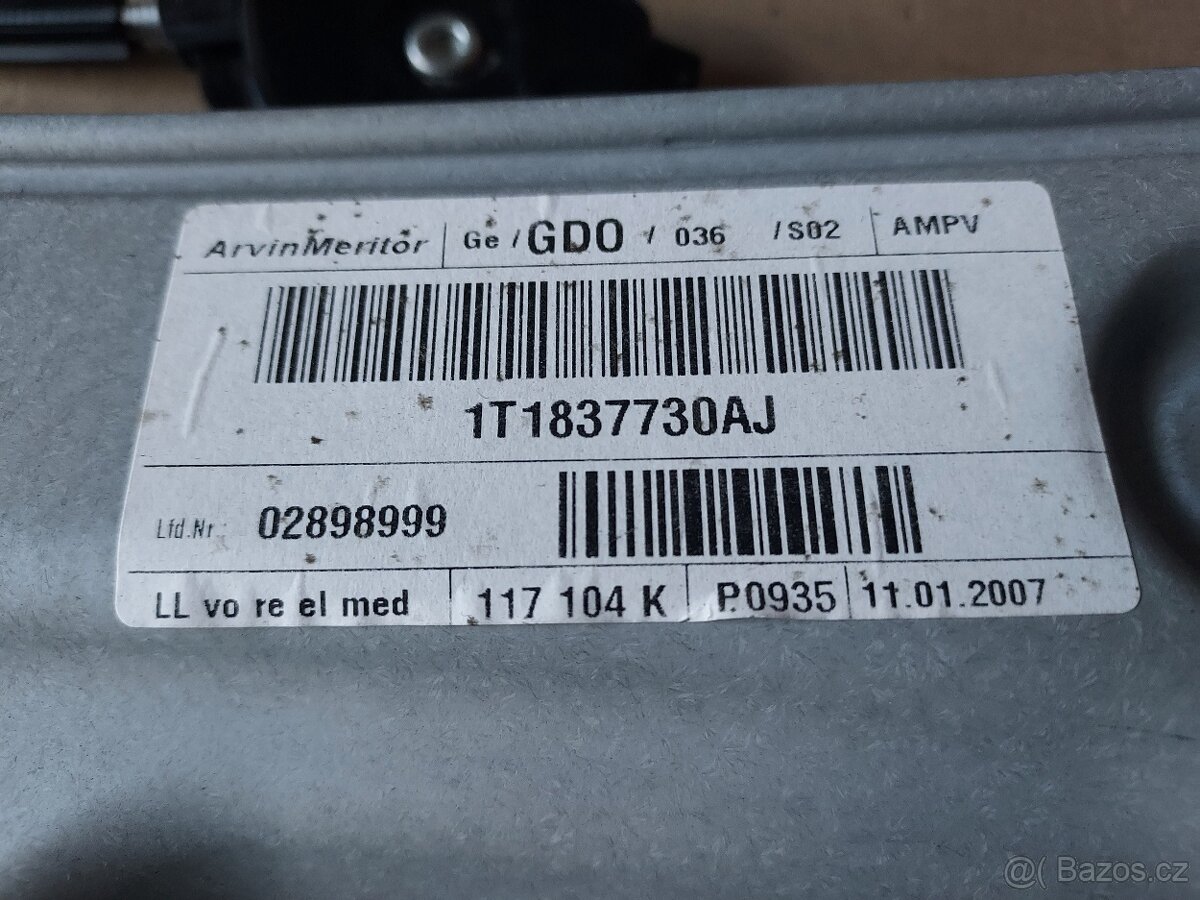 ArvinMeritor Ge / GDO / 036 / S02 AMPV
1T1837730AJ
Lfd.Nr.: 02898999
LL vo re el med 117 104 K P.0935 11.01.2007
@( Bazos.cz